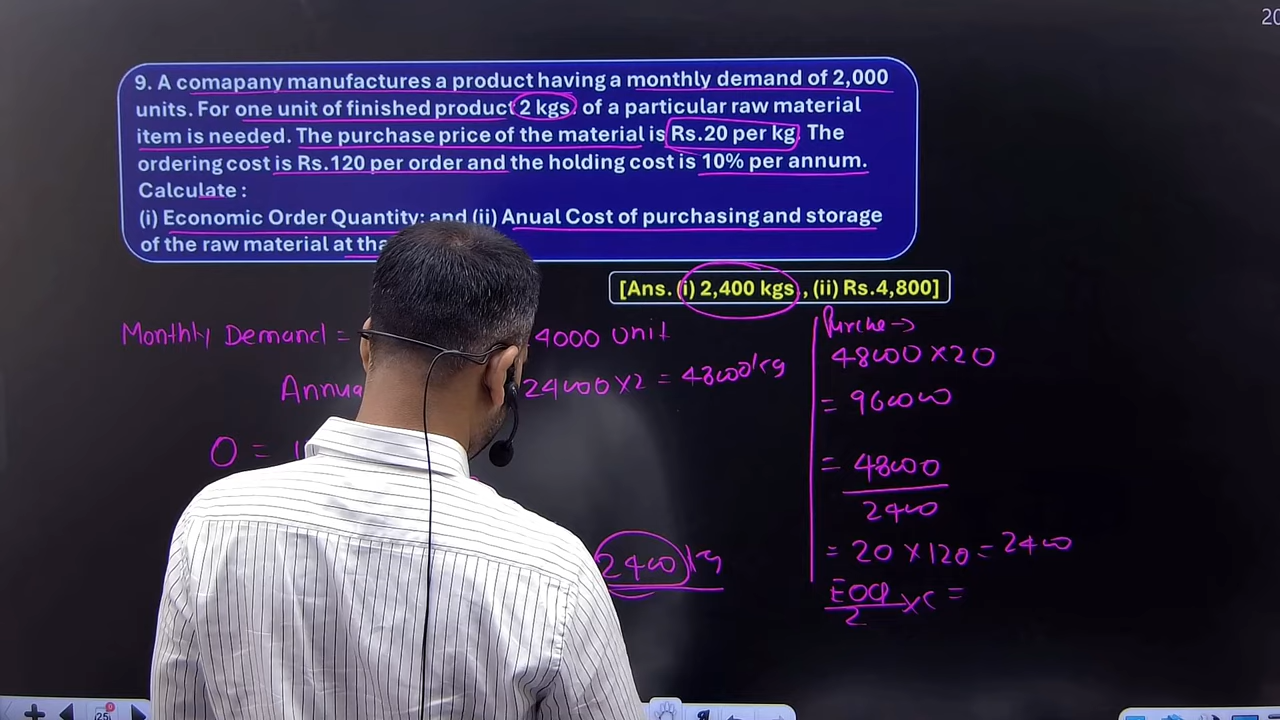 20
9. A comapany manufactures a product having a monthly demand of 2,000
units. For one unit of finished product 2 kgs. of a particular raw material
item is needed. The purchase price of the material is Rs.20 per kg. The
ordering cost is Rs.120 per order and the holding cost is 10% per annum.
Calculate :
(i) Economic Order Quantity; and (ii) Anual Cost of purchasing and storage
of the raw material at tha
[Ans. (i) 2,400 kgs., (ii) Rs.4,800]
Monthly Demand = 4000 Unit
Annua 24000 x 2 = 48000 kg
O = 1
2400 kg
Purche →
48000 x 20
= 960000
= 48000
2400
= 20 x 120 = 2400
EOQ
2
x C =
25